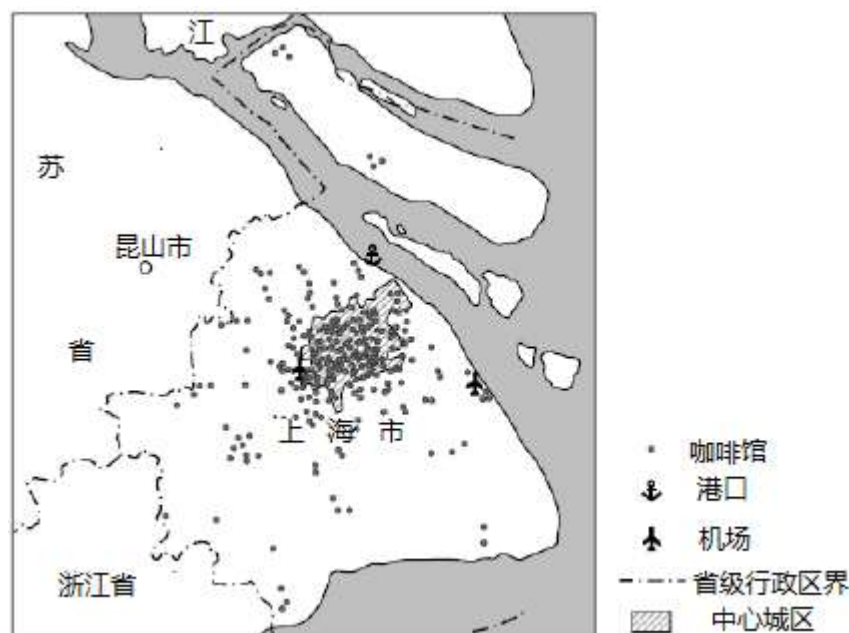 江
苏
昆山市
省
上海市
浙江省
咖啡馆
港口
机场
省级行政区界
中心城区